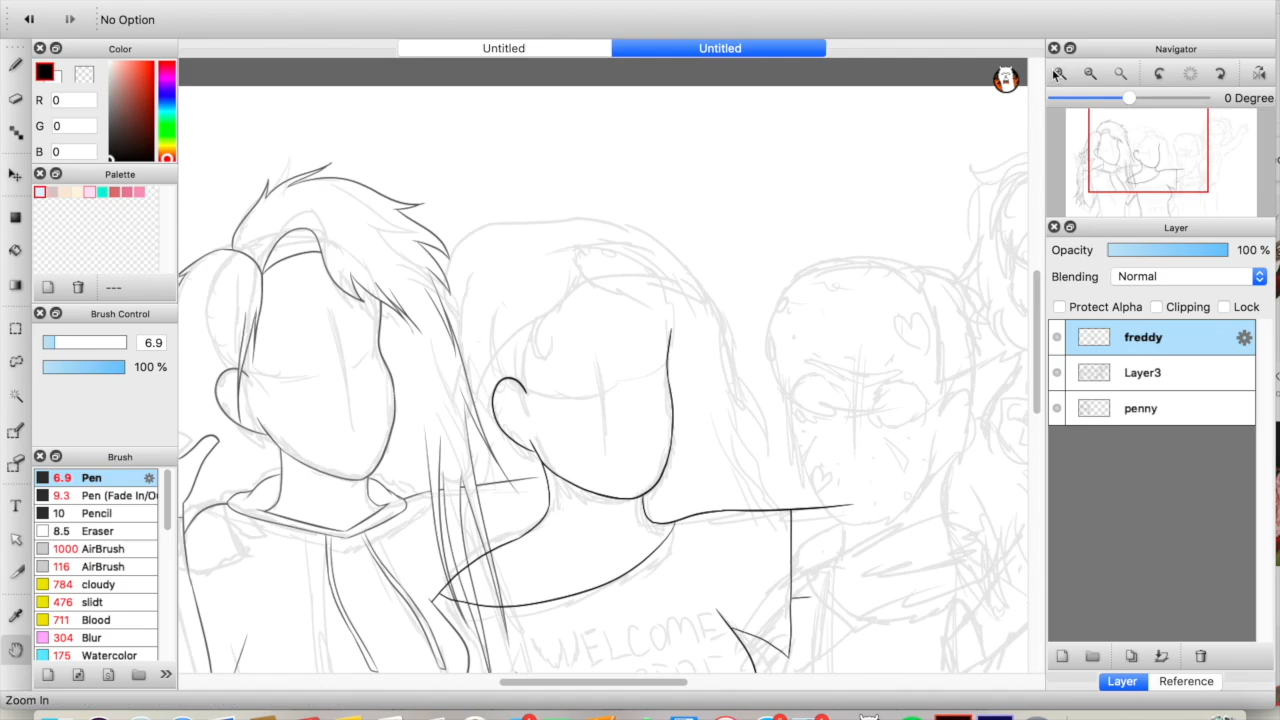 No Option
Untitled
Untitled
Color
R 0
G 0
B 0
Palette
---
Brush Control
6.9
100 %
Brush
6.9 Pen
9.3 Pen (Fade In/Ou
10 Pencil
8.5 Eraser
1000 AirBrush
116 AirBrush
784 cloudy
476 slidt
711 Blood
304 Blur
175 Watercolor
WELCOME
Navigator
0 Degree
Layer
Opacity 100 %
Blending Normal
Protect Alpha Clipping Lock
freddy
Layer3
penny
Layer Reference
Zoom In
T